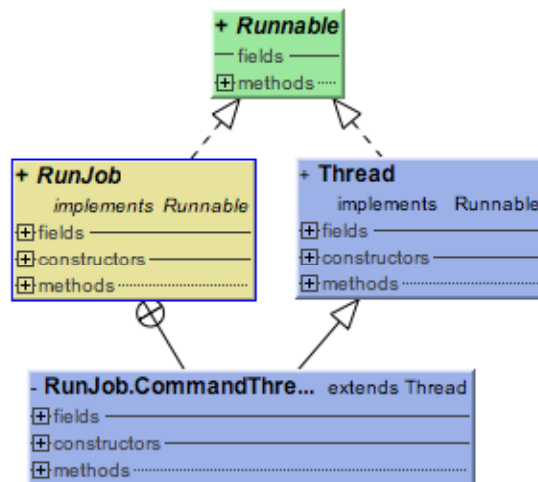 + Runnable
fields
+ methods
+ RunJob
implements Runnable
+ fields
+ constructors
+ methods
+ Thread
implements Runnable
+ fields
+ constructors
+ methods
- RunJob.CommandThre... extends Thread
+ fields
+ constructors
+ methods